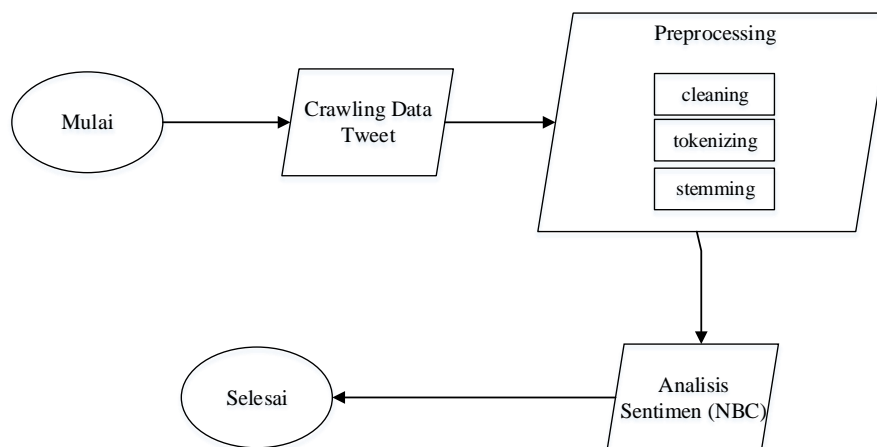 Mulai
Crawling Data
Tweet
Preprocessing
cleaning
tokenizing
stemming
Analisis
Sentimen (NBC)
Selesai